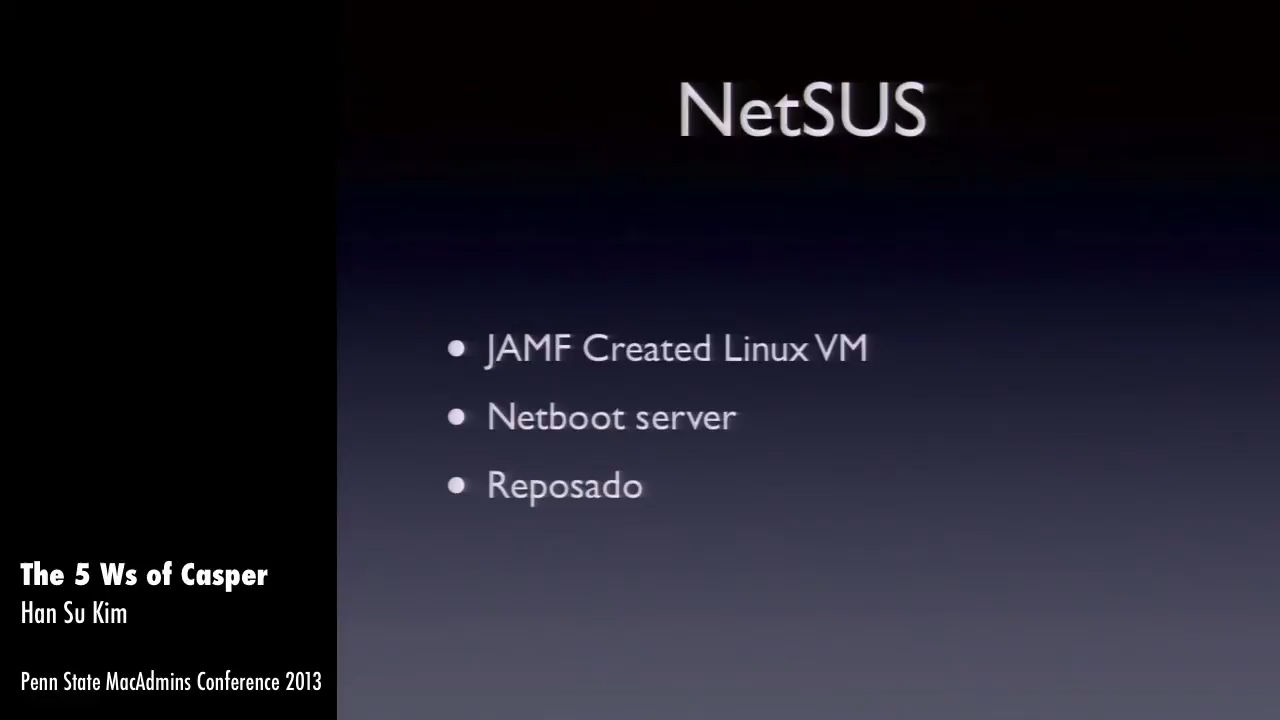 NetSUS
• JAMF Created Linux VM
• Netboot server
• Reposado
The 5 Ws of Casper
Han Su Kim
Penn State MacAdmins Conference 2013